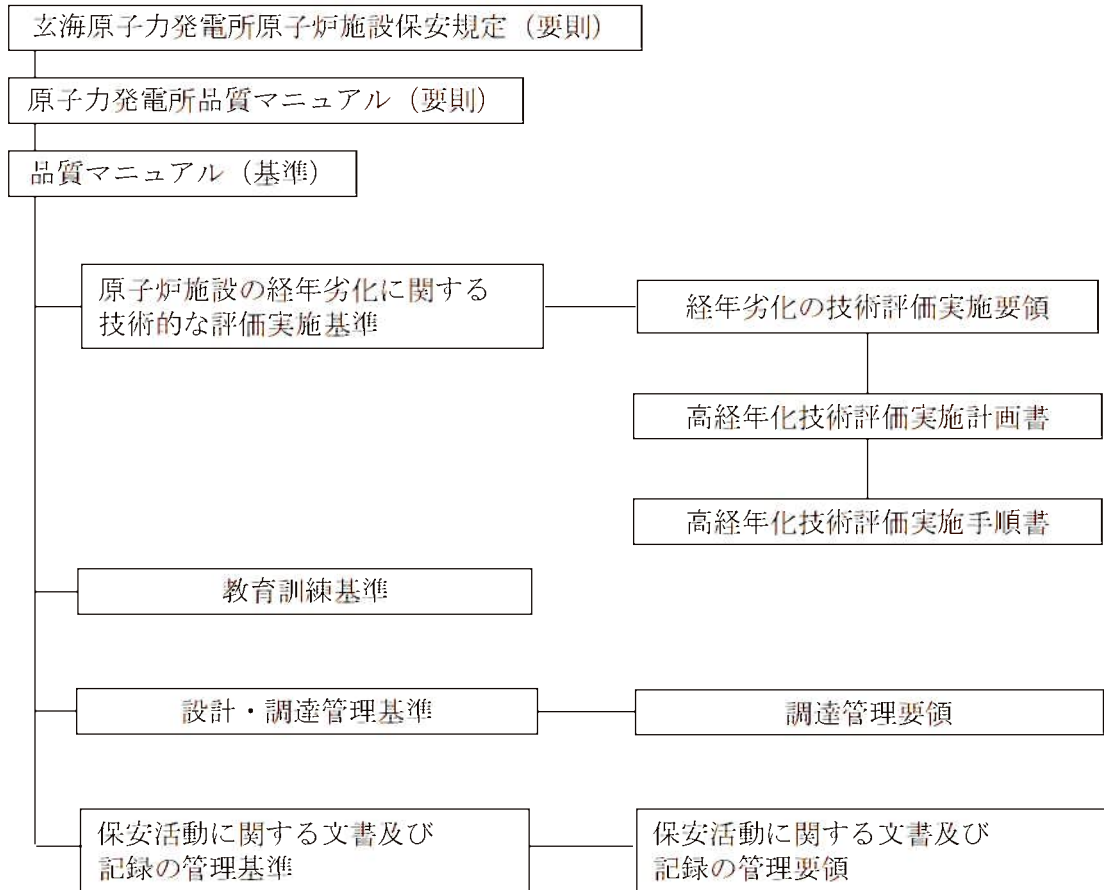 玄海原子力発電所原子炉施設保安規定（要則）
原子力発電所品質マニュアル（要則）
品質マニュアル（基準）
原子炉施設の経年劣化に関する
技術的な評価実施基準
経年劣化の技術評価実施要領
高経年化技術評価実施計画書
高経年化技術評価実施手順書
教育訓練基準
設計・調達管理基準
調達管理要領
保安活動に関する文書及び
記録の管理基準
保安活動に関する文書及び
記録の管理要領